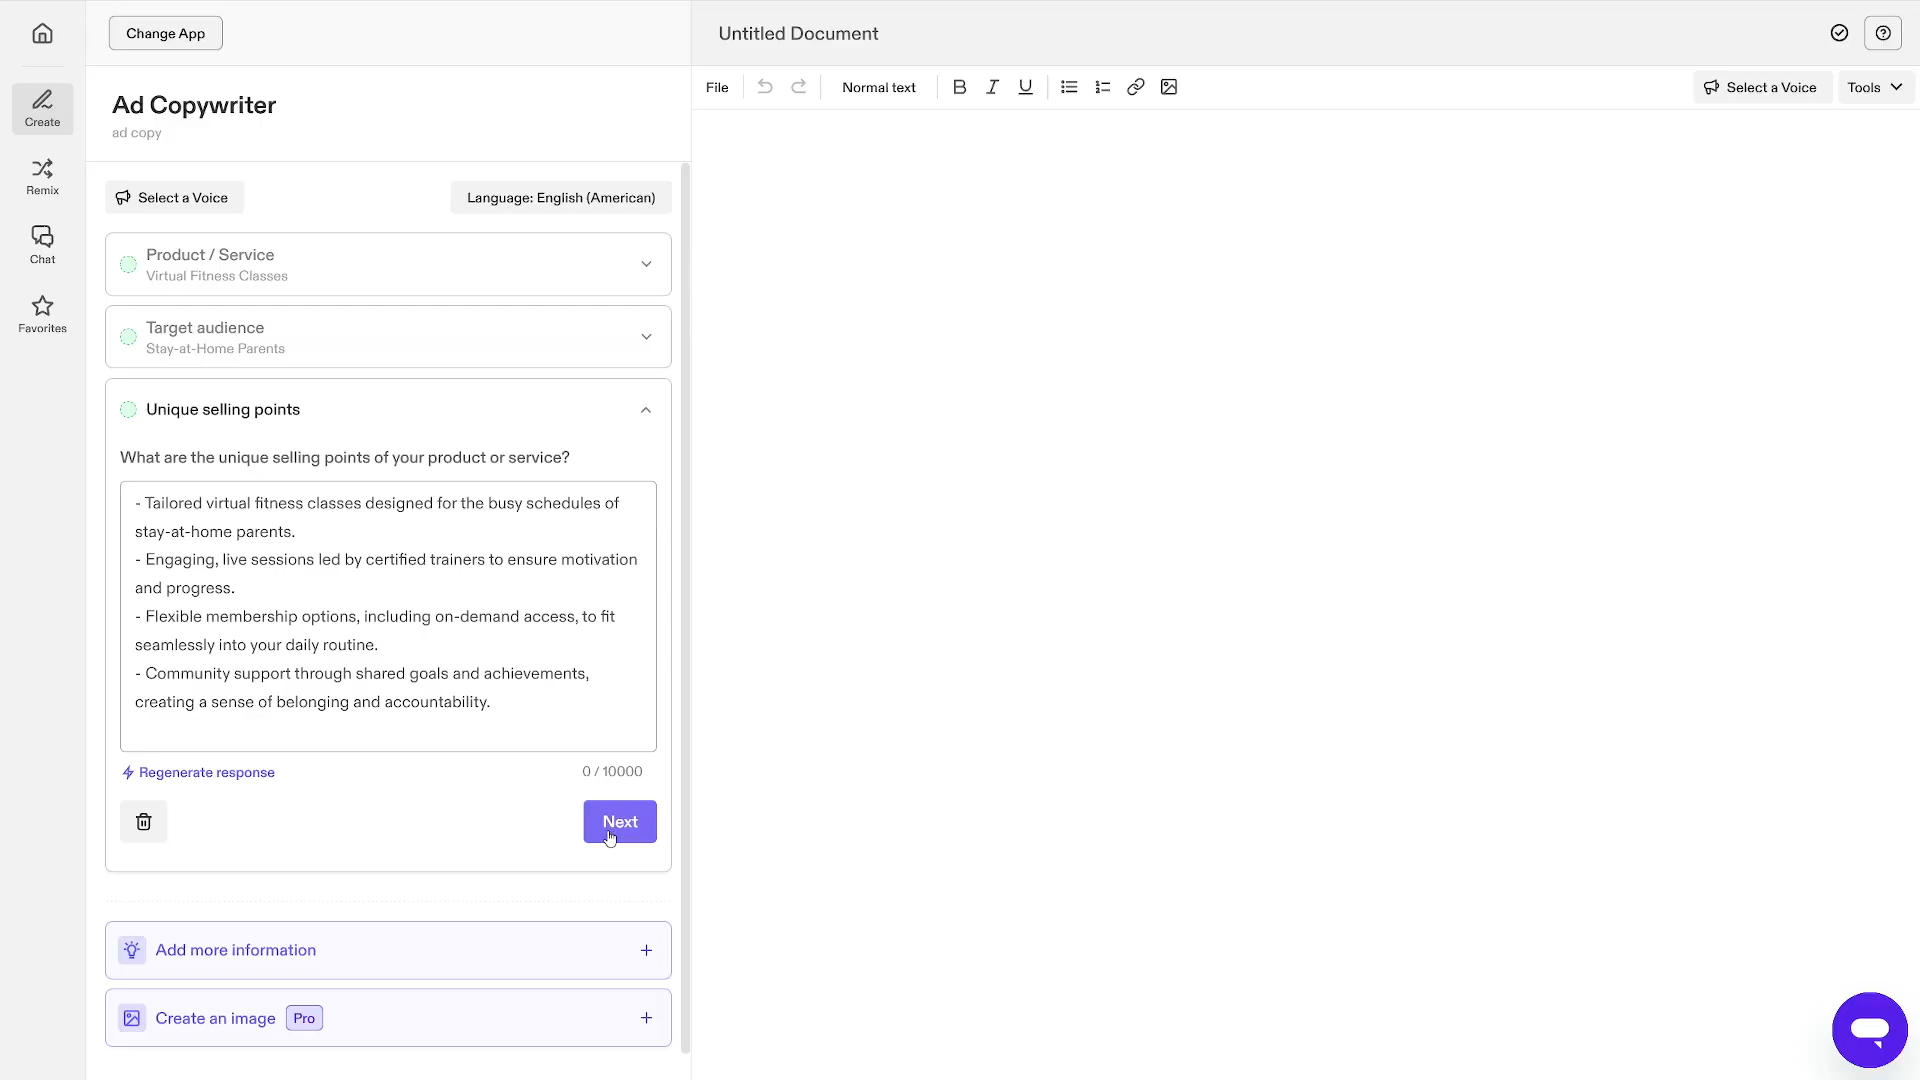 Change App
Untitled Document
Create
Remix
Chat
Favorites
Ad Copywriter
ad copy
Select a Voice
Language: English (American)
Product / Service
Virtual Fitness Classes
Target audience
Stay-at-Home Parents
Unique selling points
What are the unique selling points of your product or service?
- Tailored virtual fitness classes designed for the busy schedules of
stay-at-home parents.
- Engaging, live sessions led by certified trainers to ensure motivation
and progress.
- Flexible membership options, including on-demand access, to fit
seamlessly into your daily routine.
- Community support through shared goals and achievements,
creating a sense of belonging and accountability.
Regenerate response
0 / 10000
Next
Add more information
Create an image Pro
File
Normal text
B I U
Select a Voice
Tools